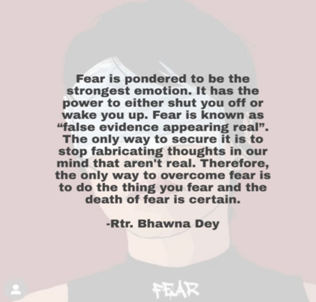 Fear is pondered to be the
strongest emotion. It has the
power to either shut you off or
wake you up. Fear is known as
“false evidence appearing real”.
The only way to secure it is to
stop fabricating thoughts in our
mind that aren't real. Therefore,
the only way to overcome fear is
to do the thing you fear and the
death of fear is certain.
-Rtr. Bhawna Dey
FEAR